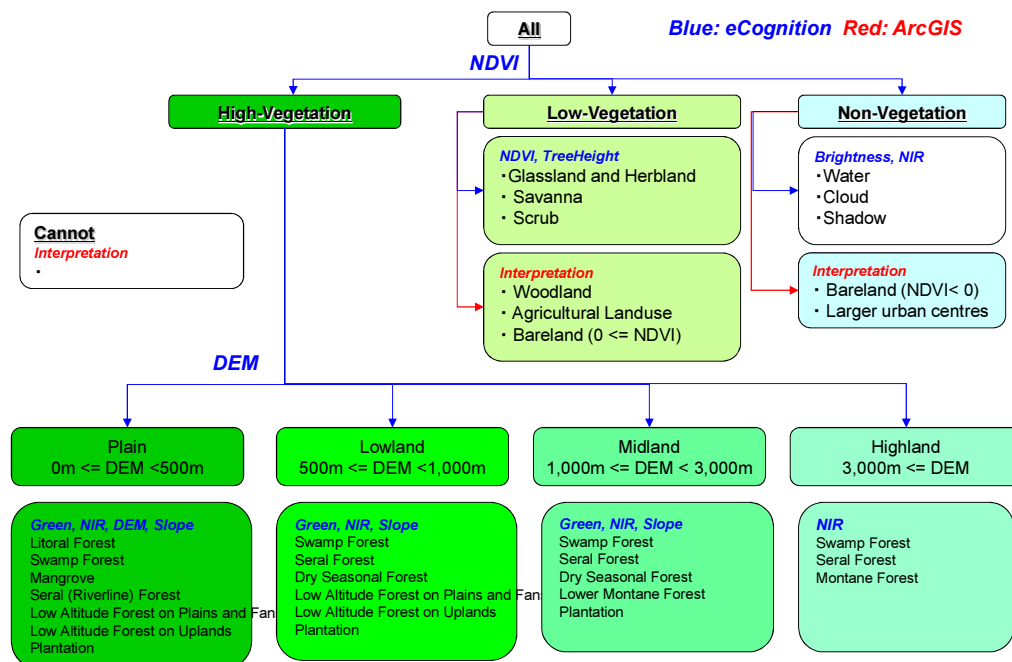 All
Blue: eCognition Red: ArcGIS
NDVI
High-Vegetation
Low-Vegetation
Non-Vegetation
NDVI, TreeHeight
・Glassland and Herbland
・Savanna
・Scrub
Brightness, NIR
・Water
・Cloud
・Shadow
Cannot
Interpretation
・
Interpretation
・Woodland
・Agricultural Landuse
・Bareland (0 <= NDVI)
Interpretation
・Bareland (NDVI< 0)
・Larger urban centres
DEM
Plain
0m <= DEM <500m
Lowland
500m <= DEM <1,000m
Midland
1,000m <= DEM < 3,000m
Highland
3,000m <= DEM
Green, NIR, DEM, Slope
Litoral Forest
Swamp Forest
Mangrove
Seral (Riverline) Forest
Low Altitude Forest on Plains and Fans
Low Altitude Forest on Uplands
Plantation
Green, NIR, Slope
Swamp Forest
Seral Forest
Dry Seasonal Forest
Low Altitude Forest on Plains and Fans
Low Altitude Forest on Uplands
Plantation
Green, NIR, Slope
Swamp Forest
Seral Forest
Dry Seasonal Forest
Lower Montane Forest
Plantation
NIR
Swamp Forest
Seral Forest
Montane Forest